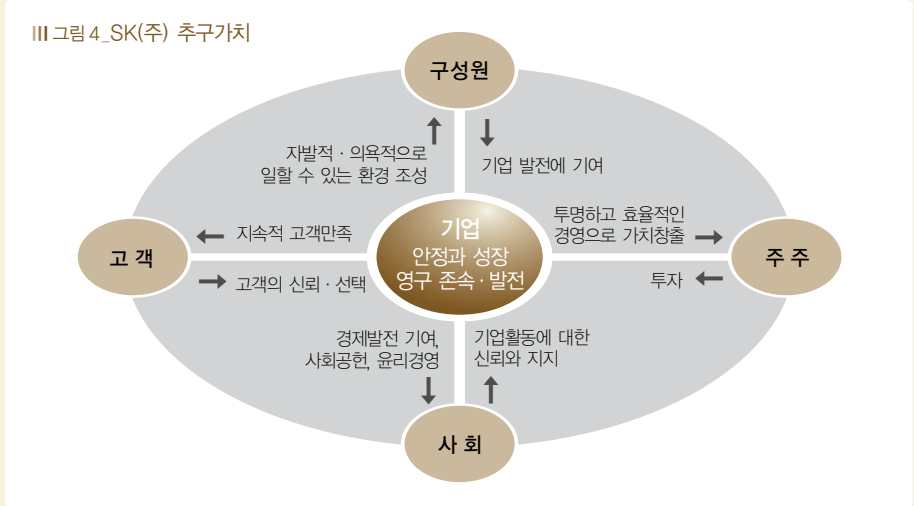 그림 4_SK(주) 추구가치
구성원
자발적 · 의욕적으로
일할 수 있는 환경 조성
기업 발전에 기여
지속적 고객만족
고객의 신뢰 · 선택
고 객
기업
안정과 성장
영구 존속 · 발전
투명하고 효율적인
경영으로 가치창출
투자
주 주
경제발전 기여,
사회공헌, 윤리경영
기업활동에 대한
신뢰와 지지
사 회